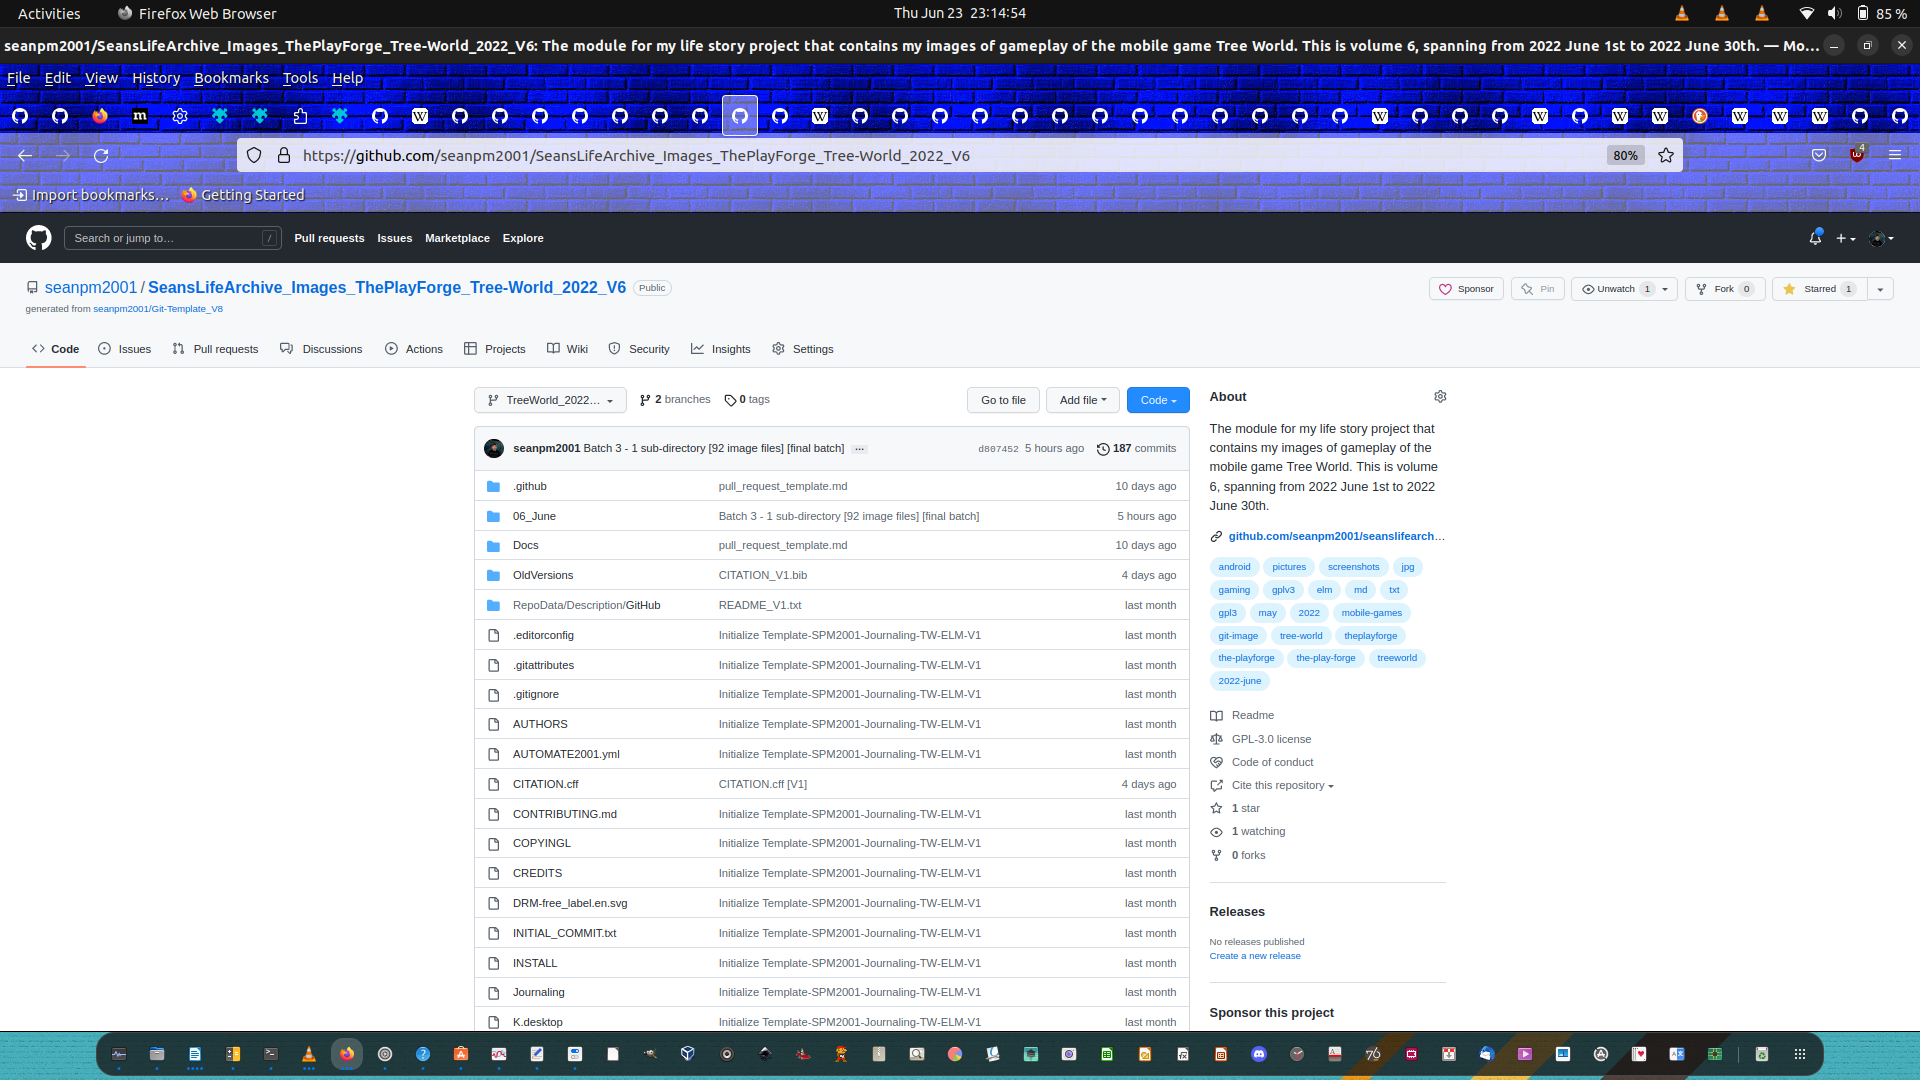 Activities Firefox Web Browser Thu Jun 23 23:14:54 85 %
seanpm2001/SeansLifeArchive_Images_ThePlayForge_Tree-World_2022_V6: The module for my life story project that contains my images of gameplay of the mobile game Tree World. This is volume 6, spanning from 2022 June 1st to 2022 June 30th. — Mo…
File Edit View History Bookmarks Tools Help
https://github.com/seanpm2001/SeansLifeArchive_Images_ThePlayForge_Tree-World_2022_V6 80% 4
Import bookmarks… Getting Started
Search or jump to… / Pull requests Issues Marketplace Explore
seanpm2001 / SeansLifeArchive_Images_ThePlayForge_Tree-World_2022_V6 Public Sponsor Pin Unwatch 1 Fork 0 Starred 1
generated from seanpm2001/Git-Template_V8
Code Issues Pull requests Discussions Actions Projects Wiki Security Insights Settings
TreeWorld_2022… 2 branches 0 tags Go to file Add file Code
seanpm2001 Batch 3 - 1 sub-directory [92 image files] [final batch] … d807452 5 hours ago 187 commits
.github pull_request_template.md 10 days ago
06_June Batch 3 - 1 sub-directory [92 image files] [final batch] 5 hours ago
Docs pull_request_template.md 10 days ago
OldVersions CITATION_V1.bib 4 days ago
RepoData/Description/GitHub README_V1.txt last month
.editorconfig Initialize Template-SPM2001-Journaling-TW-ELM-V1 last month
.gitattributes Initialize Template-SPM2001-Journaling-TW-ELM-V1 last month
.gitignore Initialize Template-SPM2001-Journaling-TW-ELM-V1 last month
AUTHORS Initialize Template-SPM2001-Journaling-TW-ELM-V1 last month
AUTOMATE2001.yml Initialize Template-SPM2001-Journaling-TW-ELM-V1 last month
CITATION.cff CITATION.cff [V1] 4 days ago
CONTRIBUTING.md Initialize Template-SPM2001-Journaling-TW-ELM-V1 last month
COPYINGL Initialize Template-SPM2001-Journaling-TW-ELM-V1 last month
CREDITS Initialize Template-SPM2001-Journaling-TW-ELM-V1 last month
DRM-free_label.en.svg Initialize Template-SPM2001-Journaling-TW-ELM-V1 last month
INITIAL_COMMIT.txt Initialize Template-SPM2001-Journaling-TW-ELM-V1 last month
INSTALL Initialize Template-SPM2001-Journaling-TW-ELM-V1 last month
Journaling Initialize Template-SPM2001-Journaling-TW-ELM-V1 last month
K.desktop Initialize Template-SPM2001-Journaling-TW-ELM-V1 last month
About
The module for my life story project that
contains my images of gameplay of the
mobile game Tree World. This is volume
6, spanning from 2022 June 1st to 2022
June 30th.
github.com/seanpm2001/seanslifearch…
android pictures screenshots jpg
gaming gplv3 elm md txt
gpl3 may 2022 mobile-games
git-image tree-world theplayforge
the-playforge the-play-forge treeworld
2022-june
Readme
GPL-3.0 license
Code of conduct
Cite this repository
1 star
1 watching
0 forks
Releases
No releases published
Create a new release
Sponsor this project